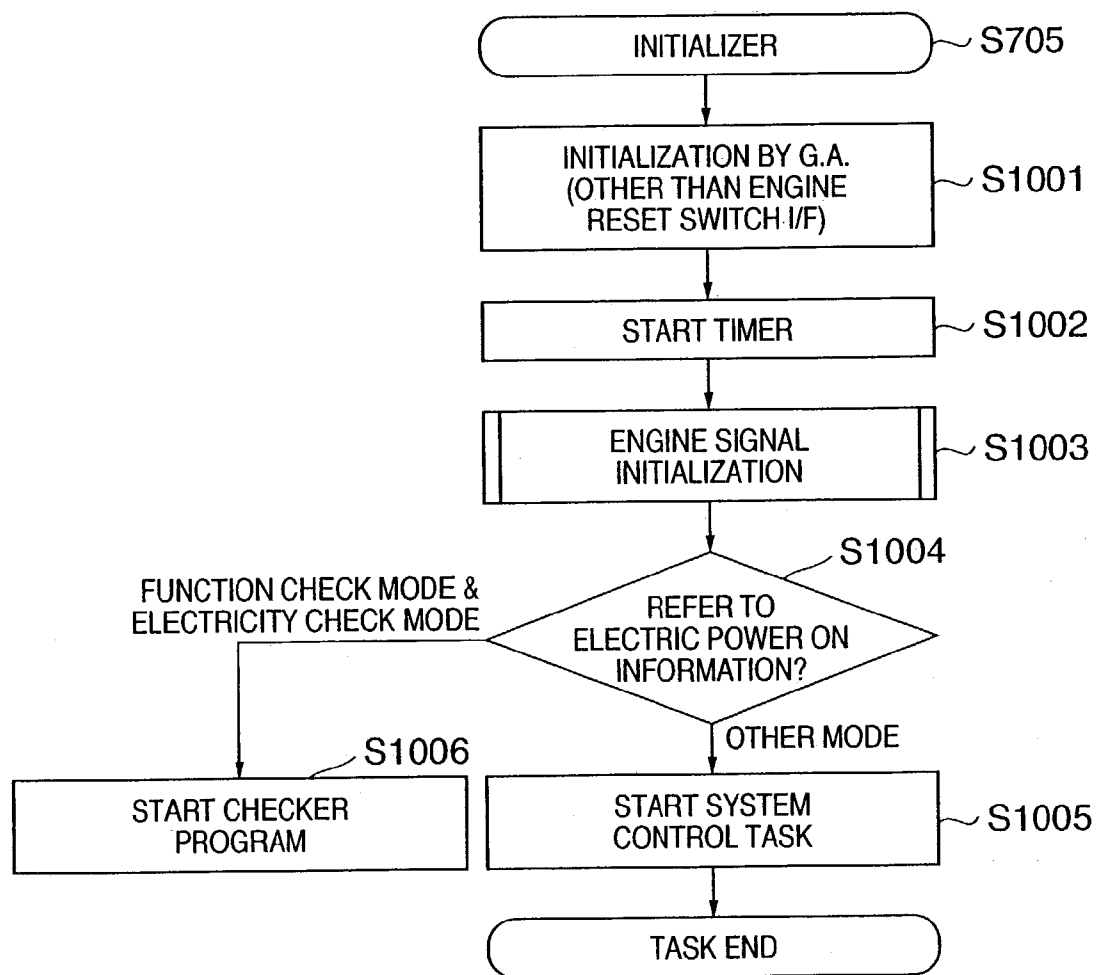 INITIALIZER
S705
INITIALIZATION BY G.A.
(OTHER THAN ENGINE
RESET SWITCH I/F)
S1001
START TIMER
S1002
ENGINE SIGNAL
INITIALIZATION
S1003
S1004
FUNCTION CHECK MODE &
ELECTRICITY CHECK MODE
REFER TO
ELECTRIC POWER ON
INFORMATION?
OTHER MODE
S1006
START CHECKER
PROGRAM
START SYSTEM
CONTROL TASK
S1005
TASK END